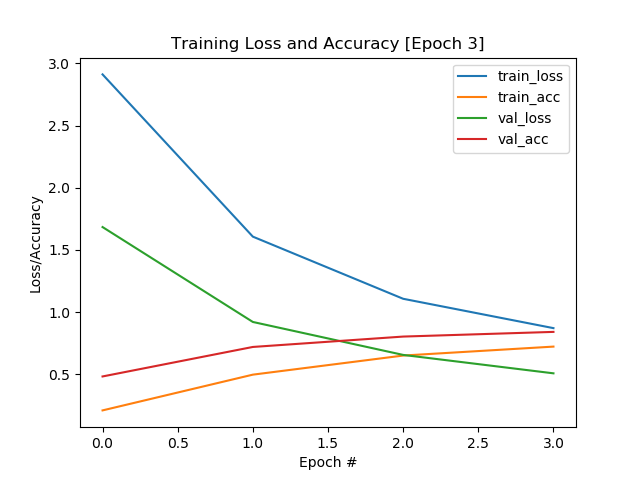 Training Loss and Accuracy [Epoch 3]
3.0
2.5
2.0
1.5
1.0
0.5
Loss/Accuracy
train_loss
train_acc
val_loss
val_acc
0.0 0.5 1.0 1.5 2.0 2.5 3.0
Epoch #